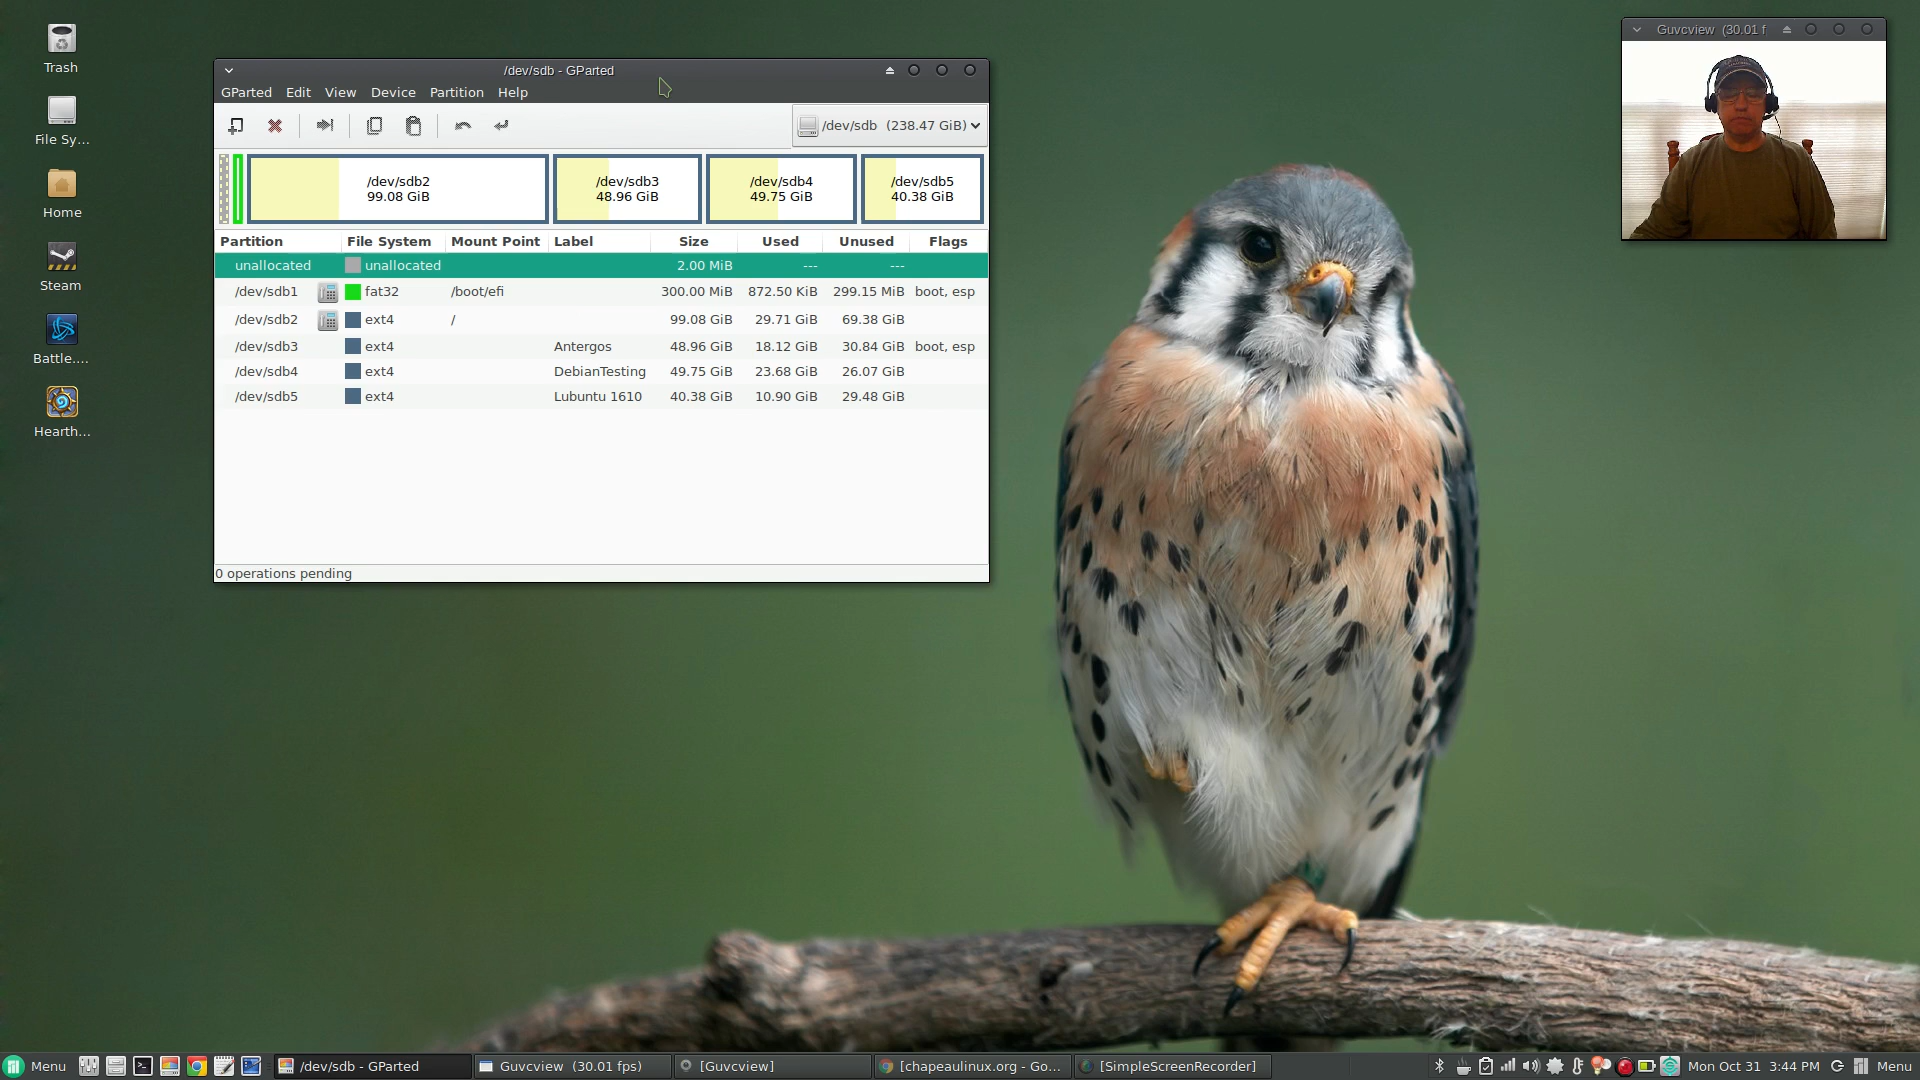 Trash
File Sy...
Home
Steam
Battle....
Hearth...
/dev/sdb - GParted
GParted Edit View Device Partition Help
/dev/sdb (238.47 GiB)
/dev/sdb2
99.08 GiB
/dev/sdb3
48.96 GiB
/dev/sdb4
49.75 GiB
/dev/sdb5
40.38 GiB
Partition File System Mount Point Label Size Used Unused Flags
unallocated unallocated 2.00 MiB --- ---
/dev/sdb1 fat32 /boot/efi 300.00 MiB 872.50 KiB 299.15 MiB boot, esp
/dev/sdb2 ext4 / 99.08 GiB 29.71 GiB 69.38 GiB
/dev/sdb3 ext4 Antergos 48.96 GiB 18.12 GiB 30.84 GiB boot, esp
/dev/sdb4 ext4 DebianTesting 49.75 GiB 23.68 GiB 26.07 GiB
/dev/sdb5 ext4 Lubuntu 1610 40.38 GiB 10.90 GiB 29.48 GiB
0 operations pending
Guvcview (30.01 f
Menu /dev/sdb - GParted Guvcview (30.01 fps) [Guvcview] [chapeaulinux.org - Go... [SimpleScreenRecorder] Mon Oct 31 3:44 PM Menu